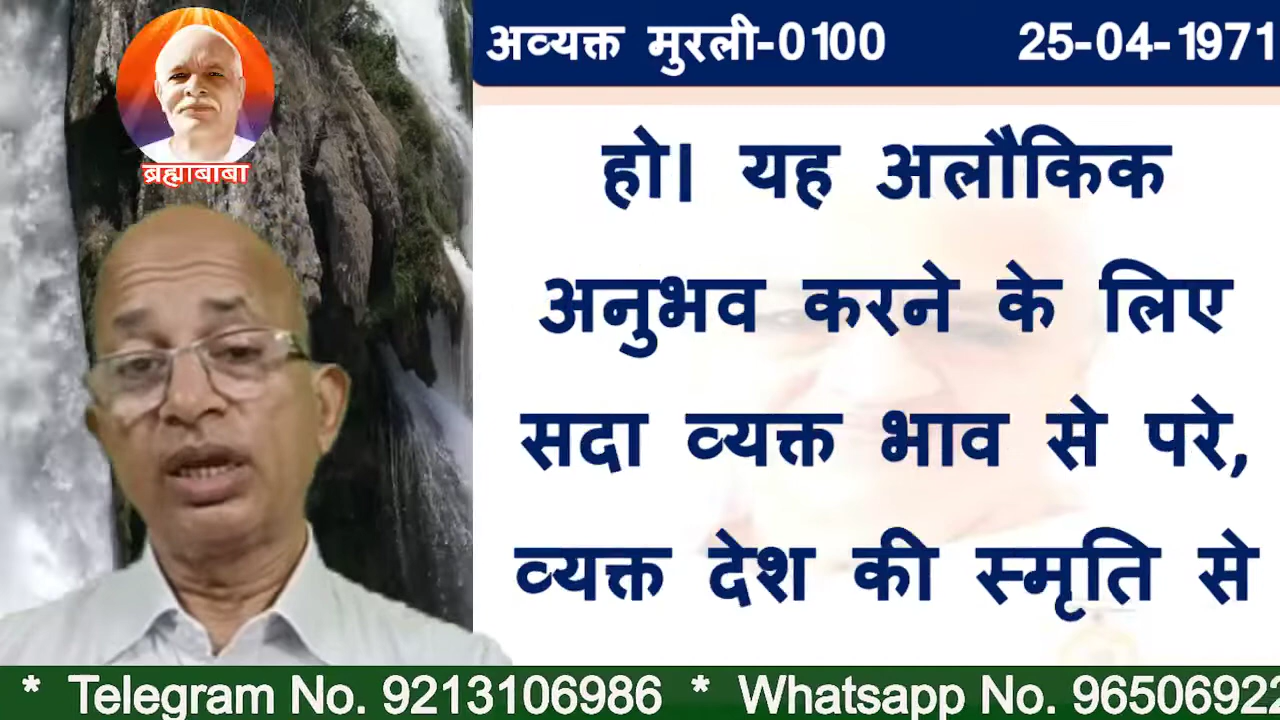 अव्यक्त मुरली-0100 25-04-1971
ब्रह्माबाबा
हो। यह अलौकिक
अनुभव करने के लिए
सदा व्यक्त भाव से परे,
व्यक्त देश की स्मृति से
* Telegram No. 9213106986 * Whatsapp No. 96506922